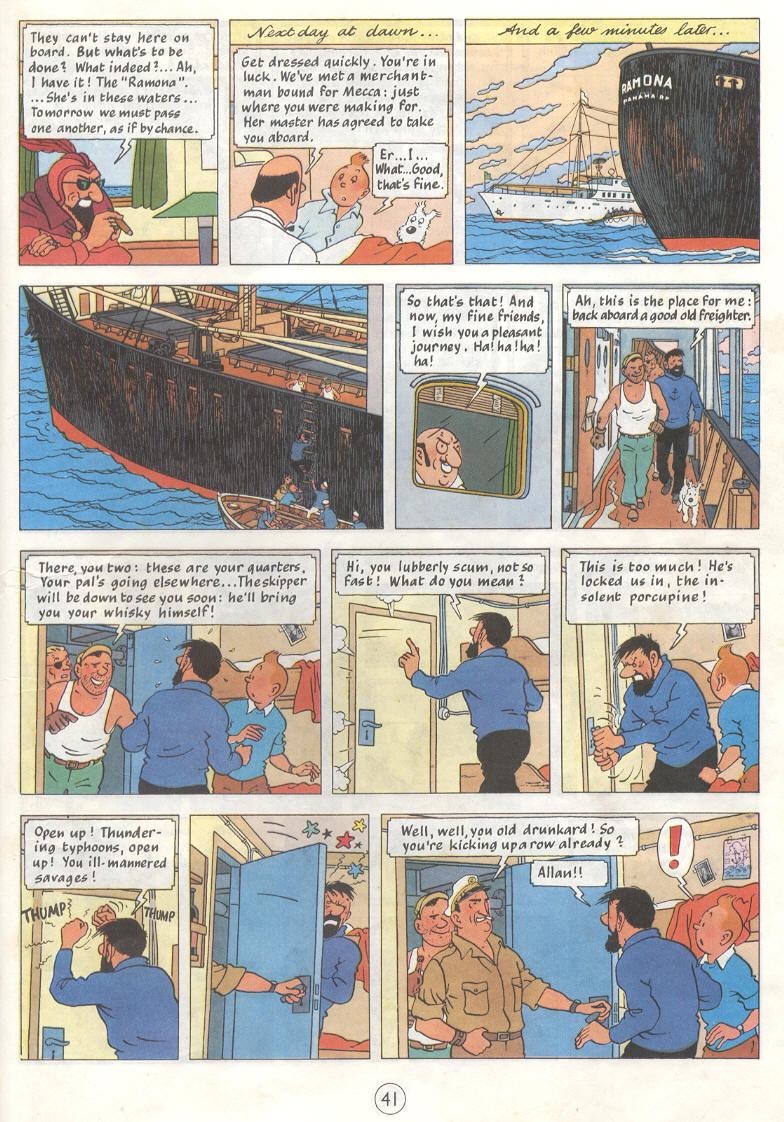 They can't stay here on
board. But what's to be
done? What indeed?... Ah,
I have it! The "Ramona".
...She's in these waters...
Tomorrow we must pass
one another, as if by chance.
Next day at dawn...
Get dressed quickly. You're in
luck. We've met a merchant-
man bound for Mecca: just
where you were making for.
Her master has agreed to take
you aboard.
Er...I...
What...Good,
that's fine.
And a few minutes later...
RAMONA
PANAMA RP
So that's that! And
now, my fine friends,
I wish you a pleasant
journey. Ha! ha! ha!
ha!
Ah, this is the place for me:
back aboard a good old freighter.
There, you two: these are your quarters.
Your pal's going elsewhere...The skipper
will be down to see you soon: he'll bring
you your whisky himself!
Hi, you lubberly scum, not so
fast! What do you mean?
This is too much! He's
locked us in, the in-
solent porcupine!
Open up! Thunder-
ing typhoons, open
up! You ill-mannered
savages!
THUMP
THUMP
Well, well, you old drunkard! So
you're kicking up a row already?
Allan!!
!
41